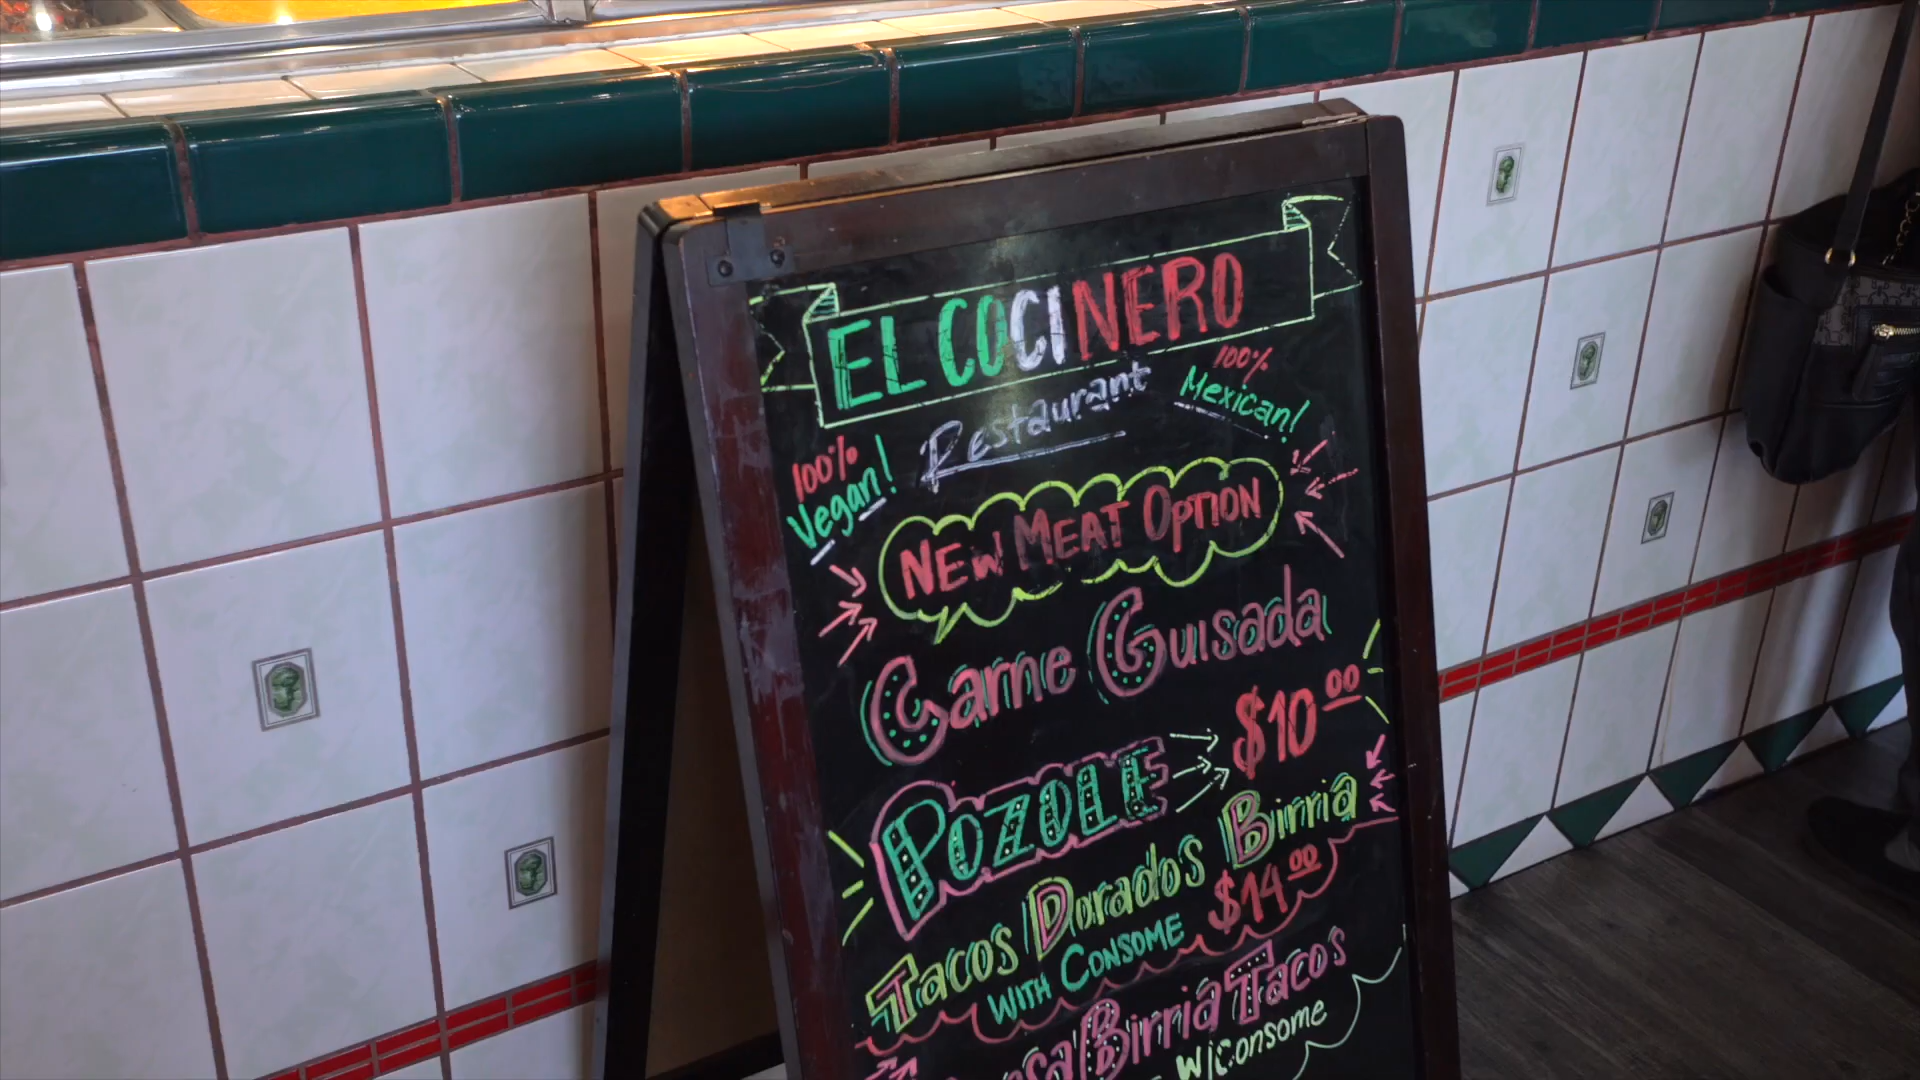 EL COCINERO
Restaurant
100%
Mexican!
100%
Vegan!
NEW MEAT OPTION
Carne Guisada
POZOLE $10.00
Tacos Dorados Birria
WITH CONSOME $14.00
Birria Tacos
W/consome